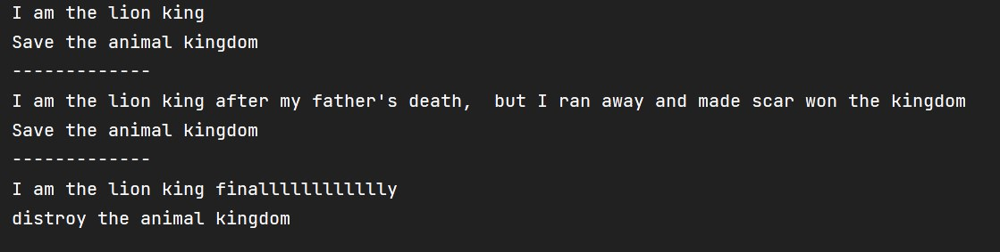 I am the lion king
Save the animal kingdom
-------------
I am the lion king after my father's death,  but I ran away and made scar won the kingdom
Save the animal kingdom
-------------
I am the lion king finallllllllllllly
distroy the animal kingdom